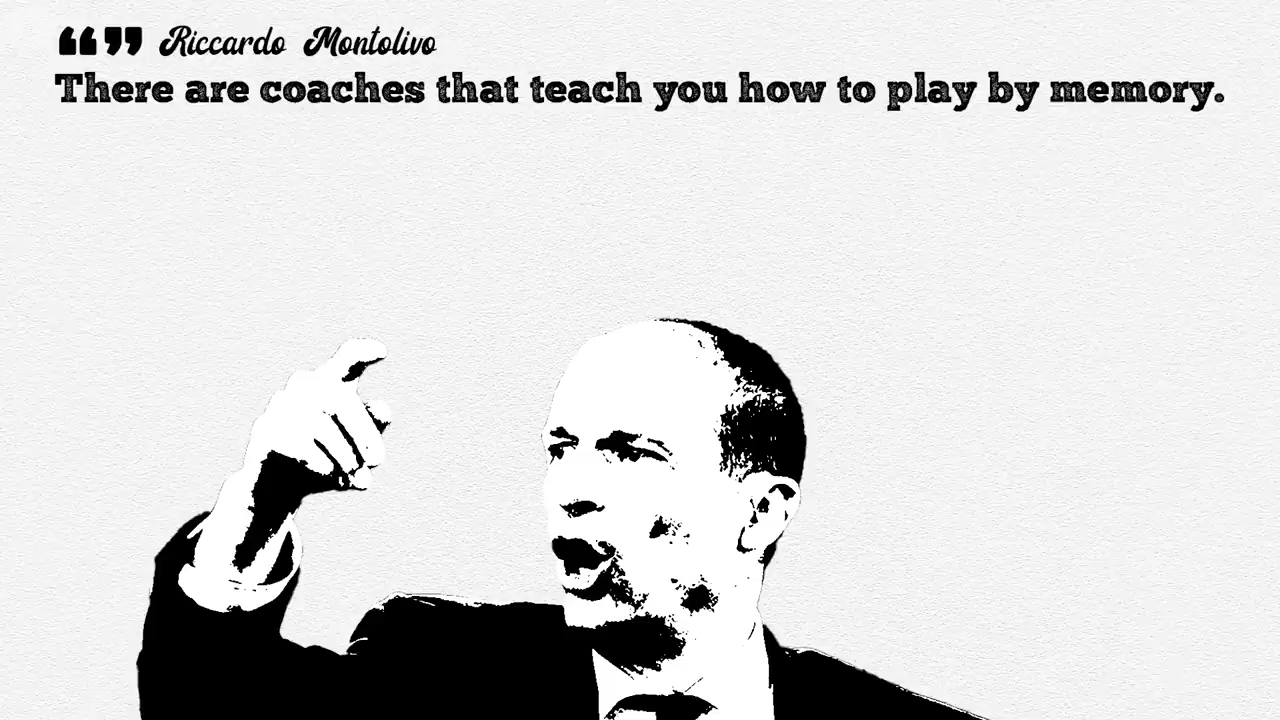 ❝❞ Riccardo Montolivo
There are coaches that teach you how to play by memory.